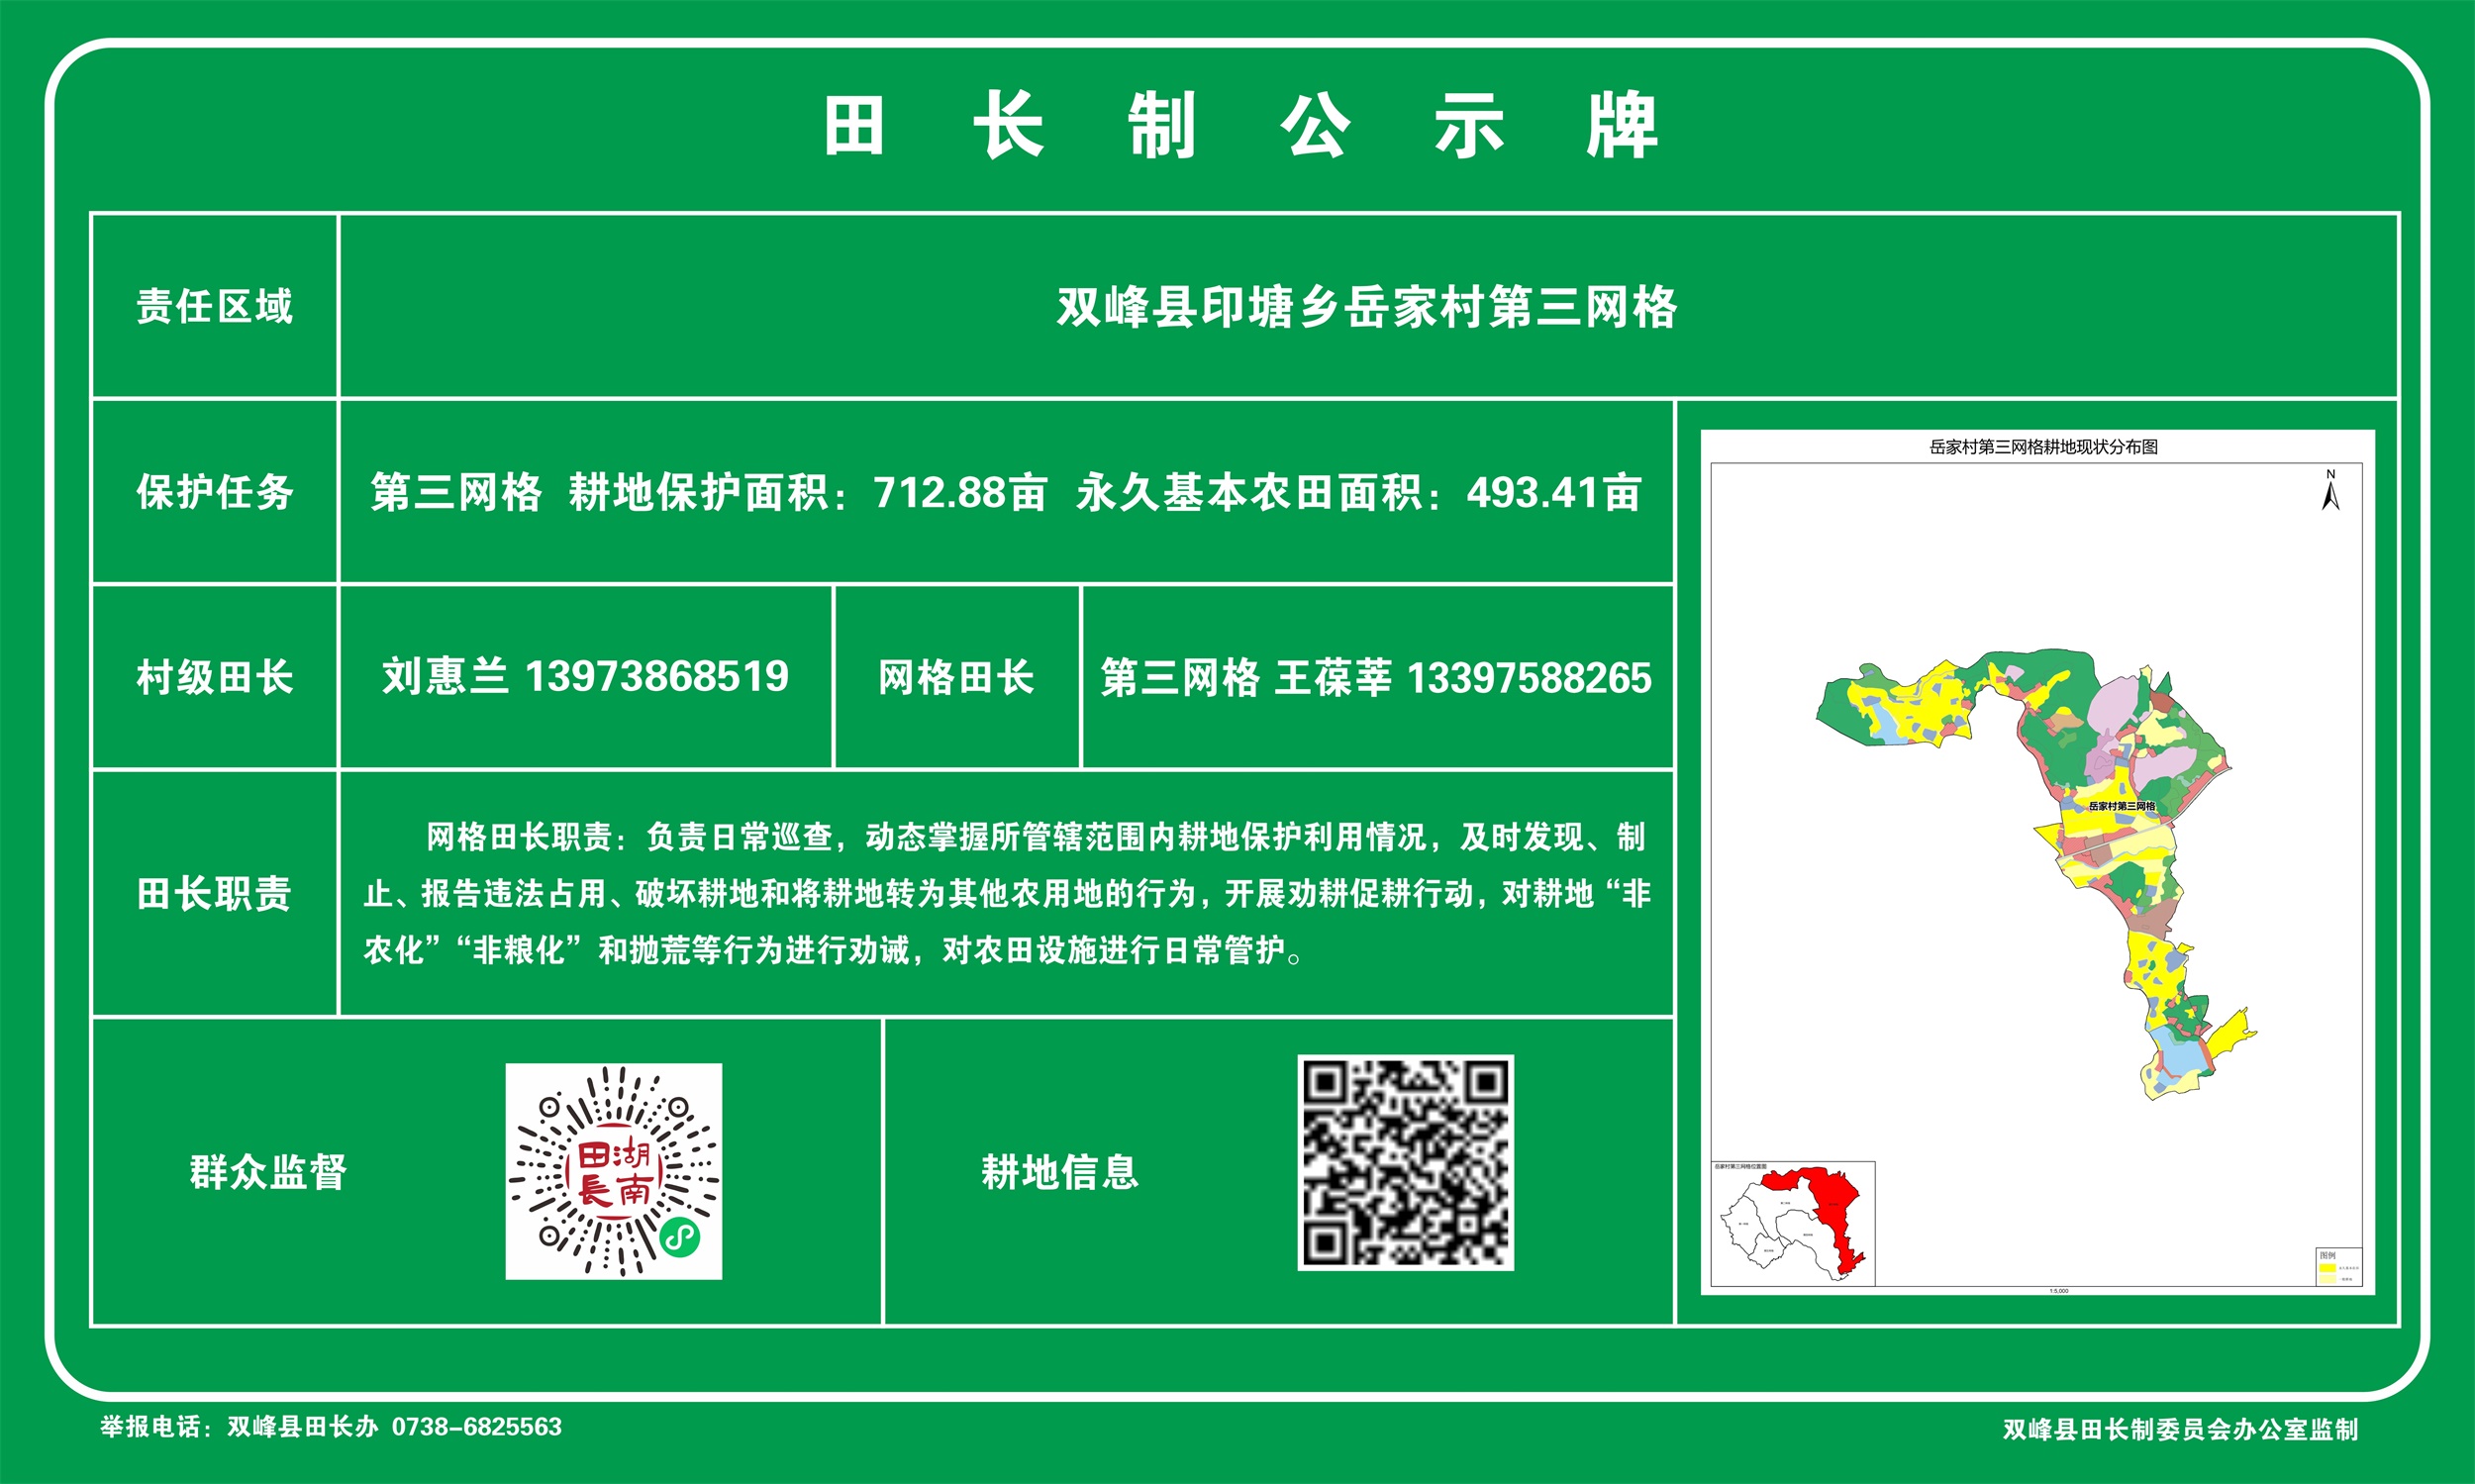 田长制公示牌
责任区域
双峰县印塘乡岳家村第三网格
保护任务
第三网格 耕地保护面积：712.88亩 永久基本农田面积：493.41亩
村级田长
刘惠兰 13973868519
网格田长
第三网格 王葆莘 13397588265
田长职责
网格田长职责：负责日常巡查，动态掌握所管辖范围内耕地保护利用情况，及时发现、制
止、报告违法占用、破坏耕地和将耕地转为其他农用地的行为，开展劝耕促耕行动，对耕地“非
农化”“非粮化”和抛荒等行为进行劝诫，对农田设施进行日常管护。
群众监督
湖南
田長
耕地信息
岳家村第三网格耕地现状分布图
N
岳家村第三网格
岳家村第三网格位置图
图例
1:5,000
举报电话：双峰县田长办 0738-6825563
双峰县田长制委员会办公室监制